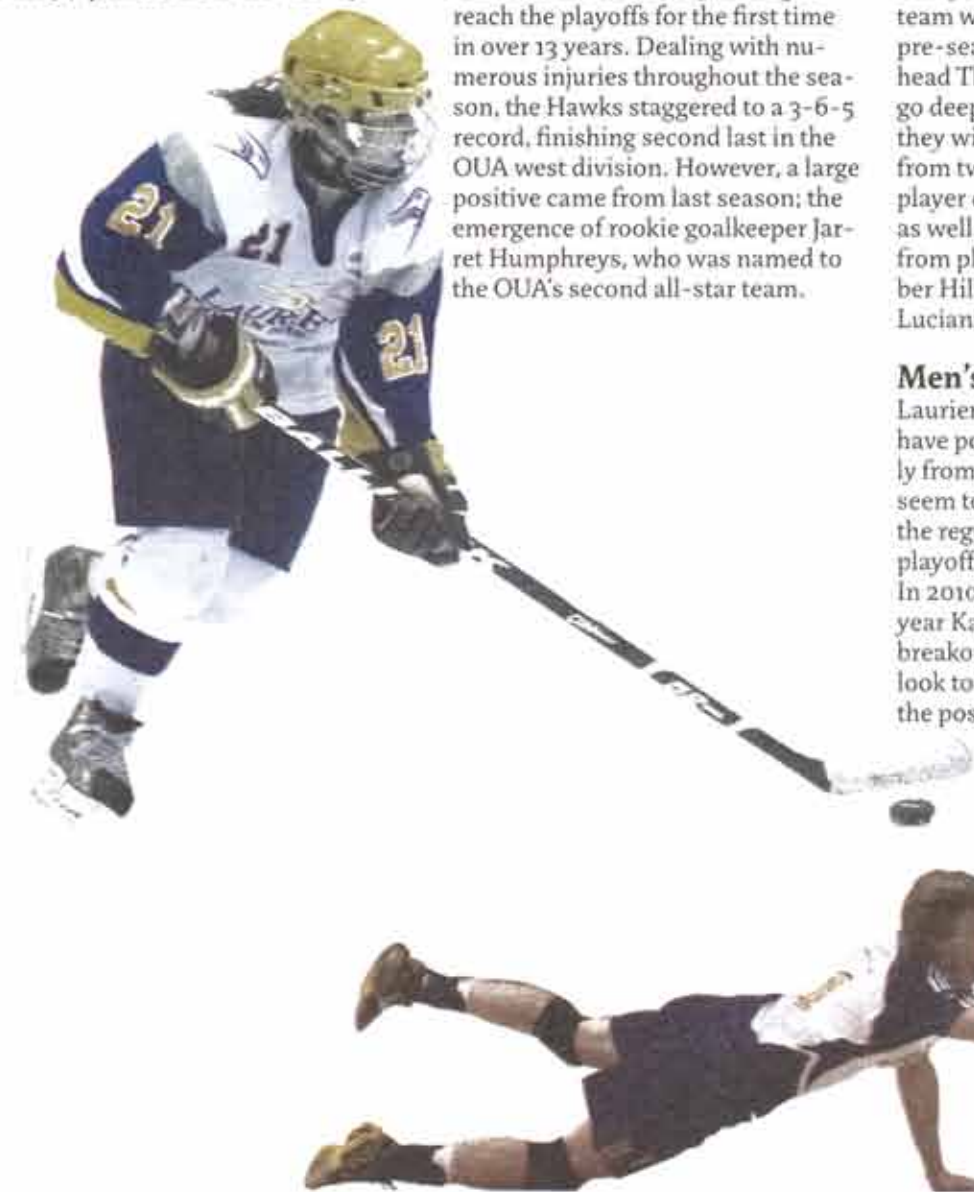 reach the playoffs for the first time
in over 13 years. Dealing with nu-
merous injuries throughout the sea-
son, the Hawks staggered to a 3-6-5
record, finishing second last in the
OUA west division. However, a large
positive came from last season; the
emergence of rookie goalkeeper Jar-
ret Humphreys, who was named to
the OUA's second all-star team.
team w
pre-sea
head T
go deep
they wi
from tw
player
as well
from pl
ber Hil
Lucian
Men's
Laurier
have po
ly from
seem to
the reg
playoff
In 2010
year Ka
breako
look to
the pos
21
21
21